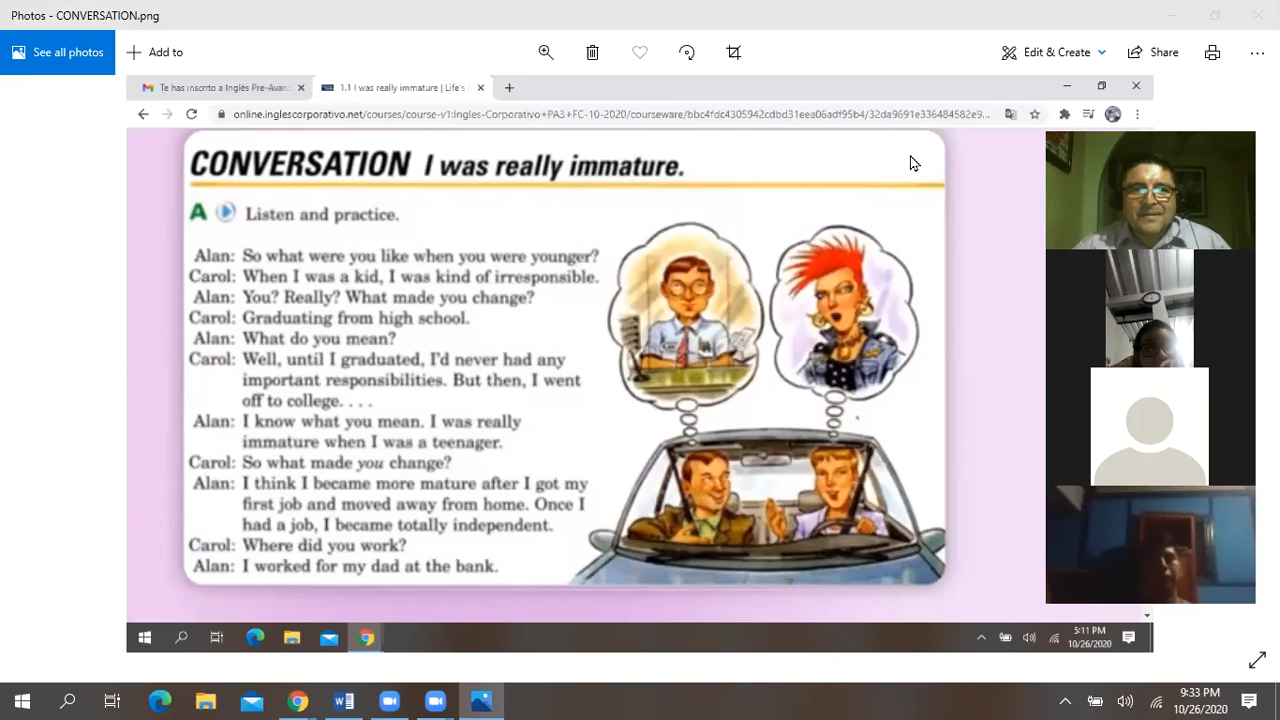 Photos - CONVERSATION.png
See all photos
Add to
Edit & Create
Share
Te has inscrito a Inglés Pre-Avan
1.1 I was really immature | Life's
online.inglescorporativo.net/courses/course-v1:Ingles-Corporativo+PA3+FC-10-2020/courseware/bbc4fdc4305942cdbd31eea06adf95b4/32da9691e336484582e9...
CONVERSATION I was really immature.
A Listen and practice.
Alan: So what were you like when you were younger?
Carol: When I was a kid, I was kind of irresponsible.
Alan: You? Really? What made you change?
Carol: Graduating from high school.
Alan: What do you mean?
Carol: Well, until I graduated, I'd never had any
important responsibilities. But then, I went
off to college. . . .
Alan: I know what you mean. I was really
immature when I was a teenager.
Carol: So what made you change?
Alan: I think I became more mature after I got my
first job and moved away from home. Once I
had a job, I became totally independent.
Carol: Where did you work?
Alan: I worked for my dad at the bank.
5:11 PM
10/26/2020
9:33 PM
10/26/2020